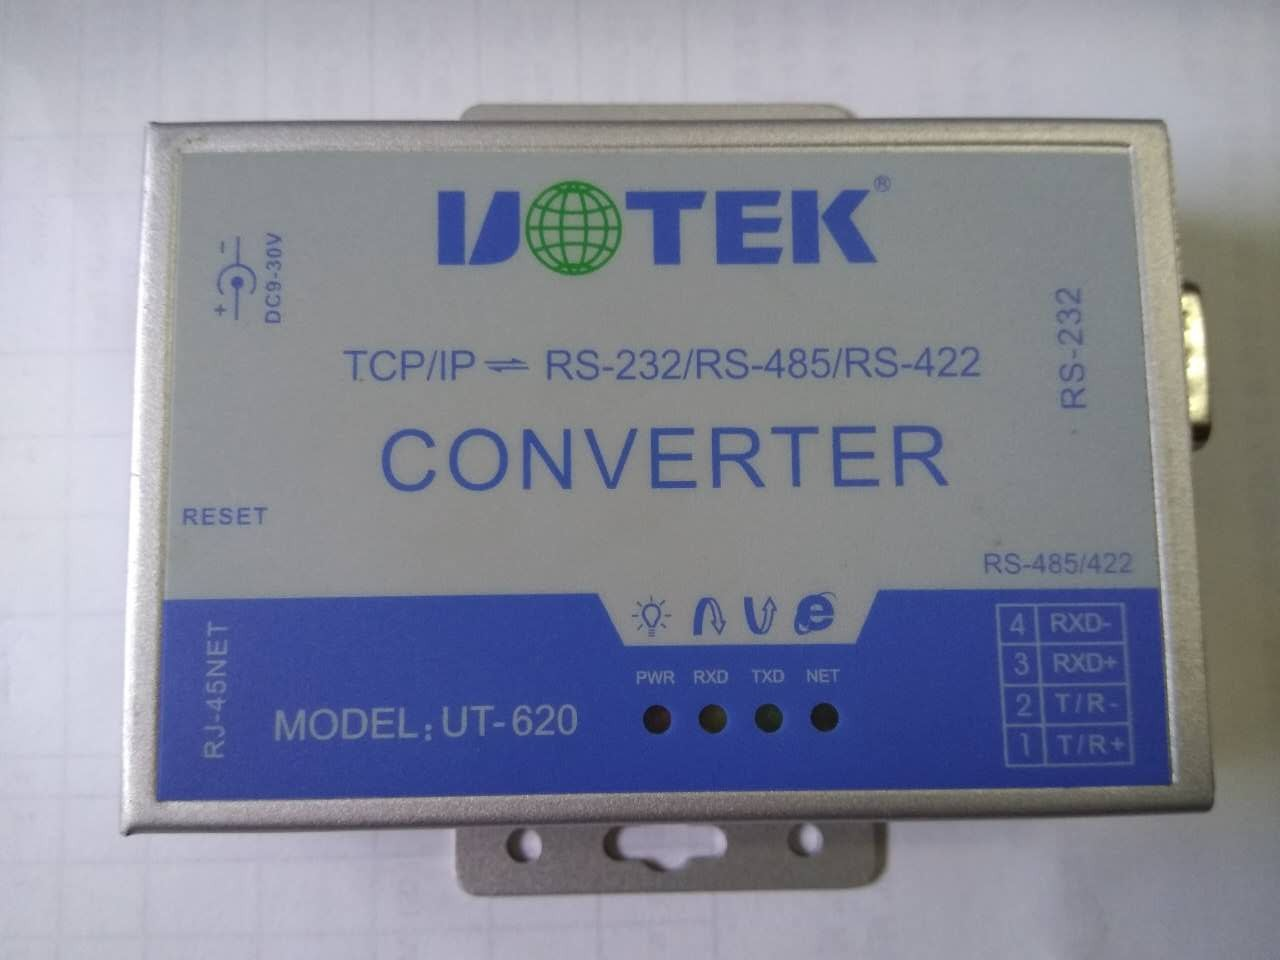 UOTEK®
- +
DC9-30V
RS-232
TCP/IP ⇌ RS-232/RS-485/RS-422
CONVERTER
RESET
RS-485/422
4 RXD-
3 RXD+
2 T/R-
1 T/R+
PWR RXD TXD NET
RJ-45NET
MODEL: UT-620